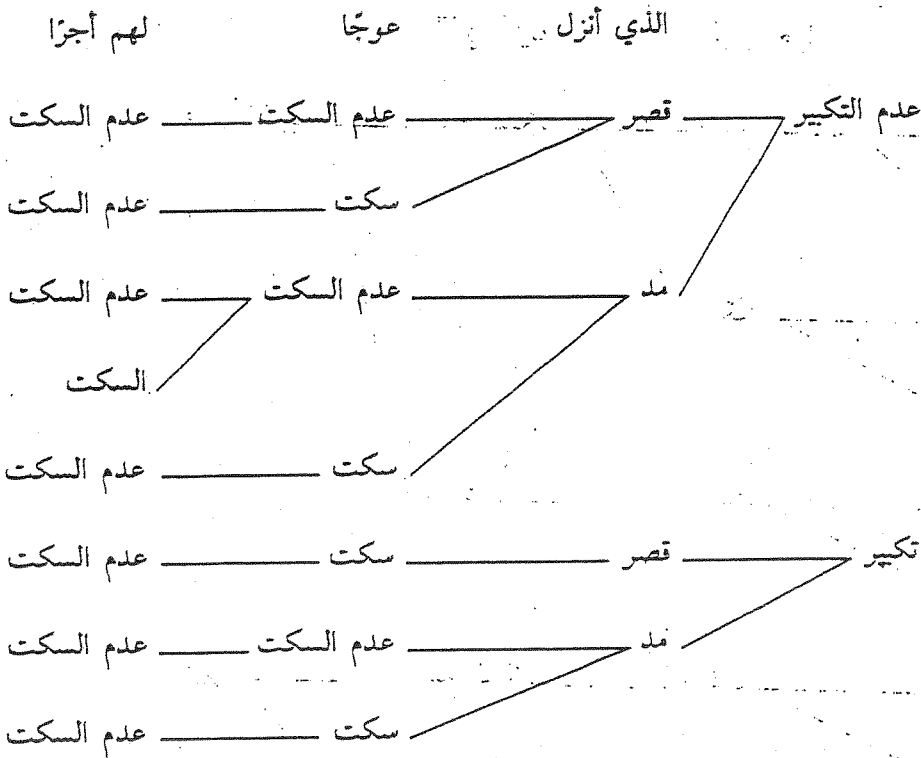 الذي أنزل عوجًا لهم أجرًا
عدم التكبير قصر عدم السكت عدم السكت
سكت عدم السكت
مد عدم السكت عدم السكت
السكت
سكت عدم السكت
تكبير قصر سكت عدم السكت
مد عدم السكت عدم السكت
سكت عدم السكت